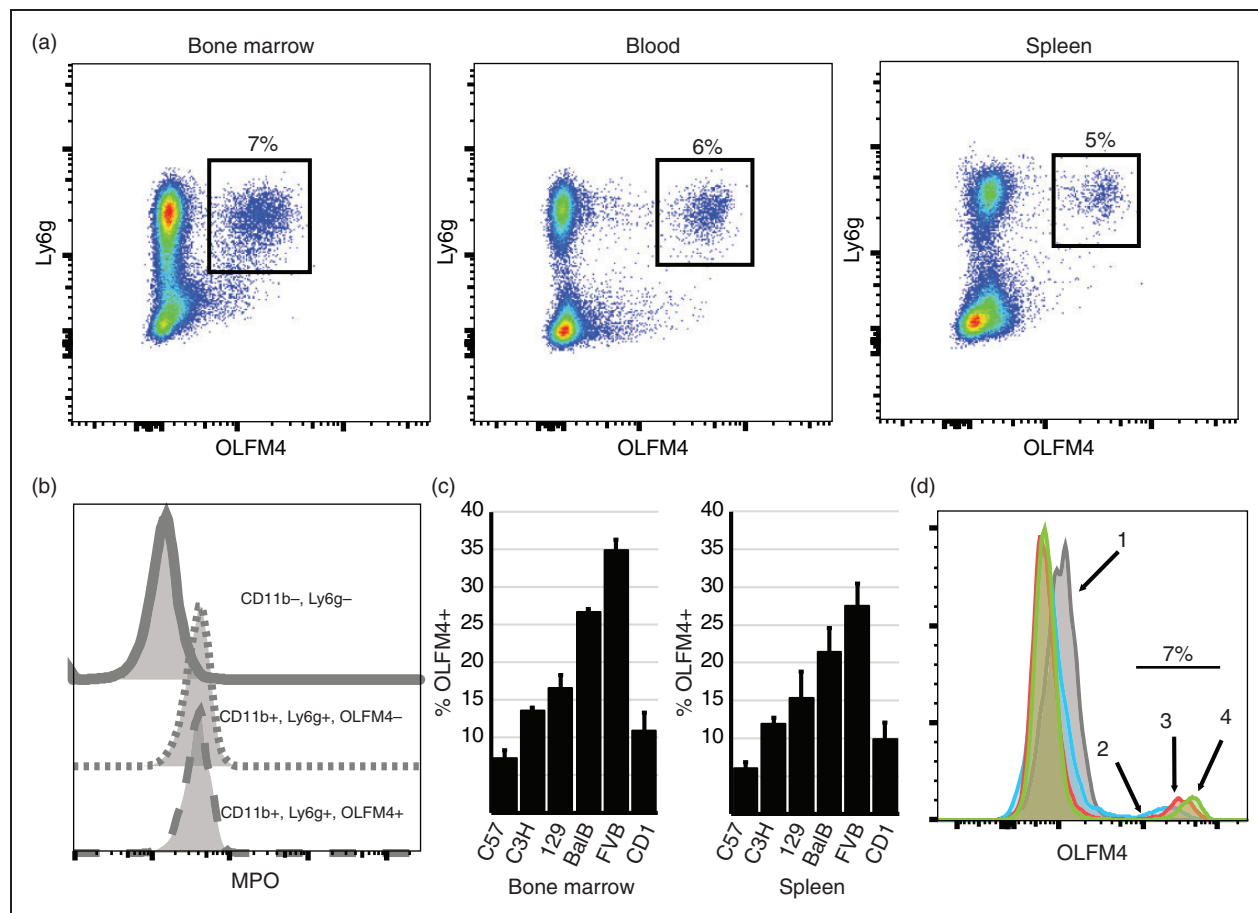 (a)
Bone marrow
Blood
Spleen
7%
6%
5%
Ly6g
Ly6g
Ly6g
OLFM4
OLFM4
OLFM4
(b)
CD11b–, Ly6g–
CD11b+, Ly6g+, OLFM4–
CD11b+, Ly6g+, OLFM4+
MPO
(c)
% OLFM4+
40
35
30
25
20
15
10
C57
C3H
129
BalB
FVB
CD1
Bone marrow
% OLFM4+
40
35
30
25
20
15
10
C57
C3H
129
BalB
FVB
CD1
Spleen
(d)
1
7%
2
3
4
OLFM4